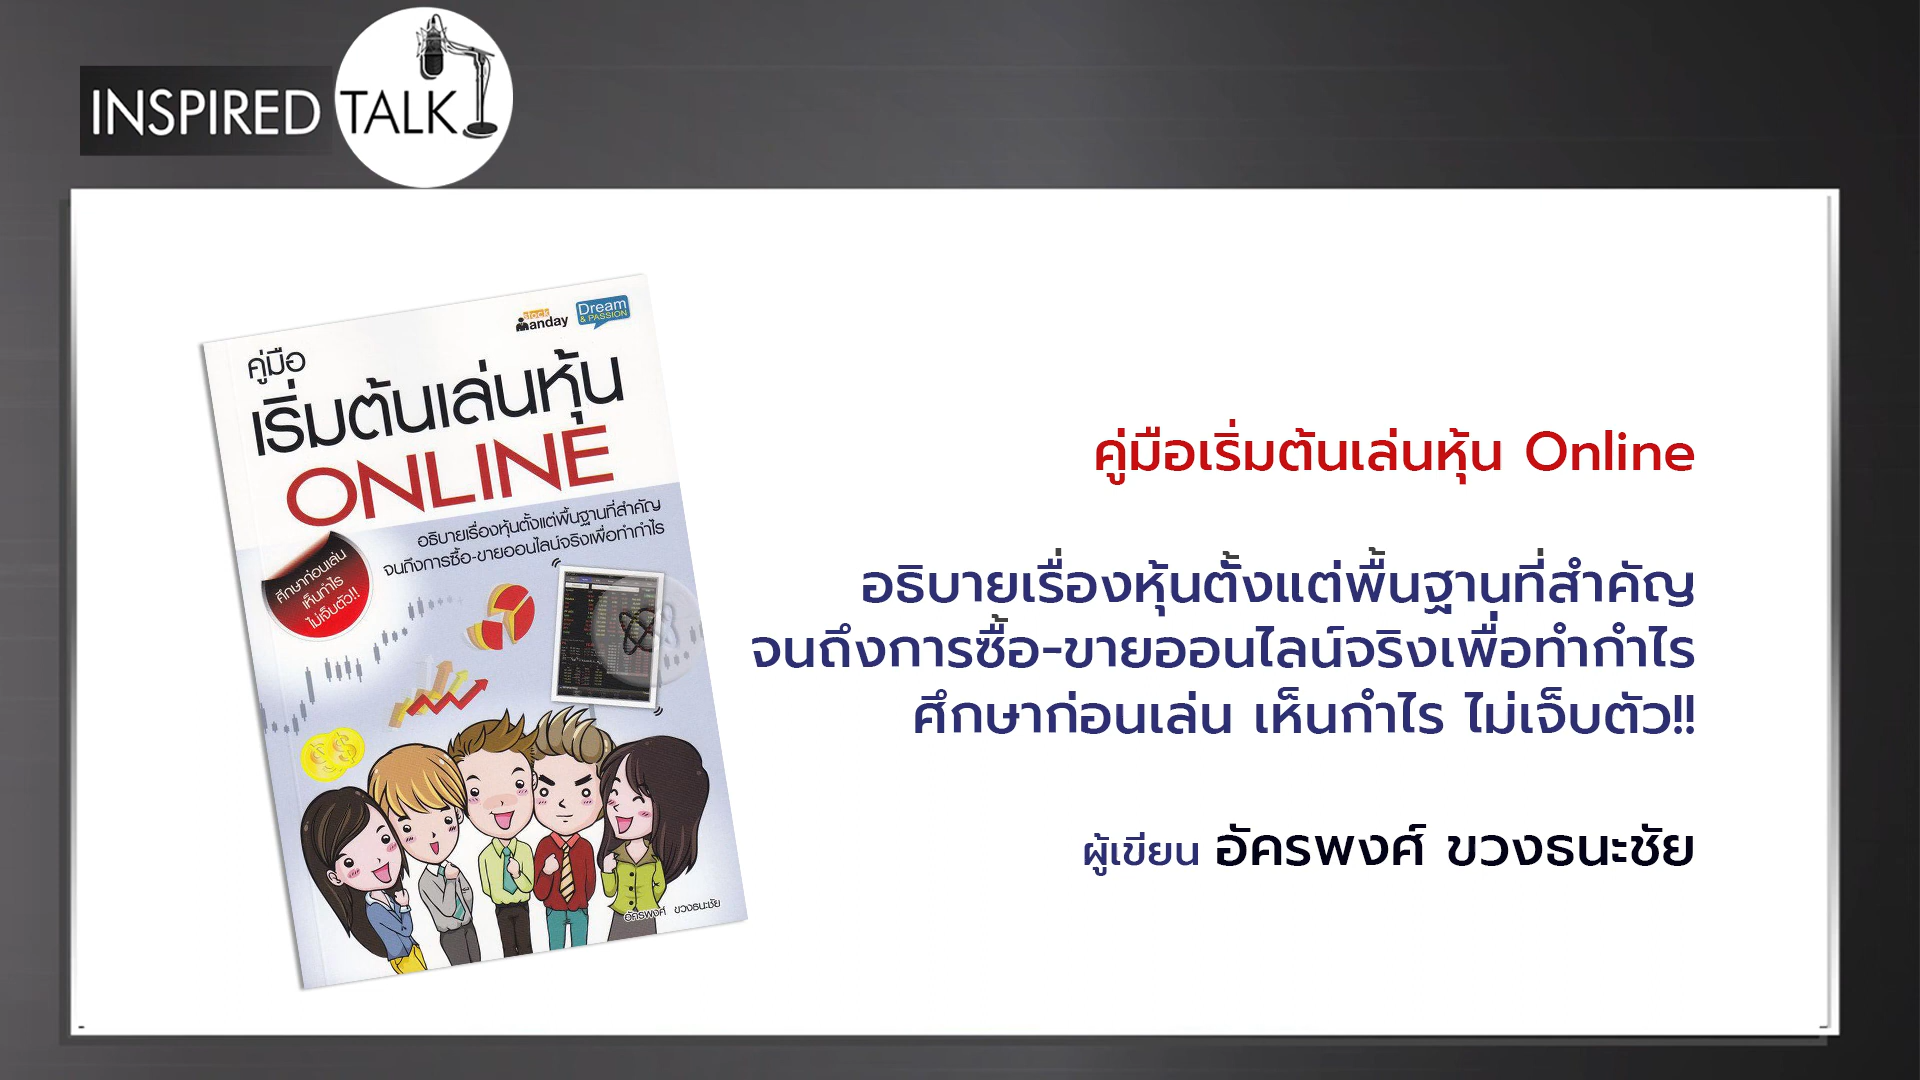 INSPIRED TALK
stock
manday
Dream
& PASSION
คู่มือ
เริ่มต้นเล่นหุ้น
ONLINE
อธิบายเรื่องหุ้นตั้งแต่พื้นฐานที่สำคัญ
จนถึงการซื้อ-ขายออนไลน์จริงเพื่อทำกำไร
ศึกษาก่อนเล่น
เห็นกำไร
ไม่เจ็บตัว!!
อัครพงศ์ ขวงธนะชัย
คู่มือเริ่มต้นเล่นหุ้น Online
อธิบายเรื่องหุ้นตั้งแต่พื้นฐานที่สำคัญ
จนถึงการซื้อ-ขายออนไลน์จริงเพื่อทำกำไร
ศึกษาก่อนเล่น เห็นกำไร ไม่เจ็บตัว!!
ผู้เขียน อัครพงศ์ ขวงธนะชัย